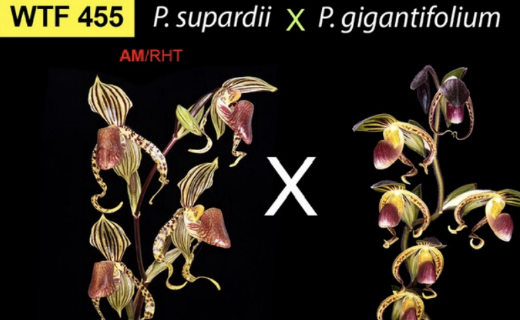 WTF 455 P. supardii X P. gigantifolium
AM/RHT
X